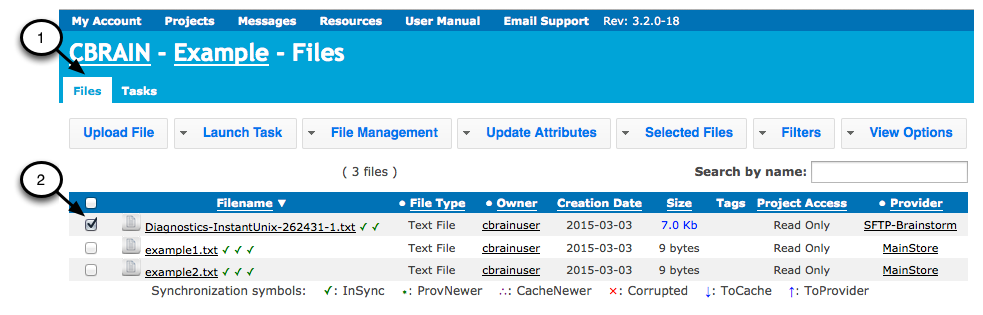 My Account Projects Messages Resources User Manual Email Support Rev: 3.2.0-18
1
CBRAIN - Example - Files
Files Tasks
Upload File Launch Task File Management Update Attributes Selected Files Filters View Options
( 3 files ) Search by name:
2
Filename ▼ • File Type • Owner Creation Date Size Tags Project Access • Provider
Diagnostics-InstantUnix-262431-1.txt ✓ ✓ Text File cbrainuser 2015-03-03 7.0 Kb Read Only SFTP-Brainstorm
example1.txt ✓ ✓ ✓ Text File cbrainuser 2015-03-03 9 bytes Read Only MainStore
example2.txt ✓ ✓ ✓ Text File cbrainuser 2015-03-03 9 bytes Read Only MainStore
Synchronization symbols: ✓: InSync ⬩: ProvNewer ∴: CacheNewer ×: Corrupted ↓: ToCache ↑: ToProvider